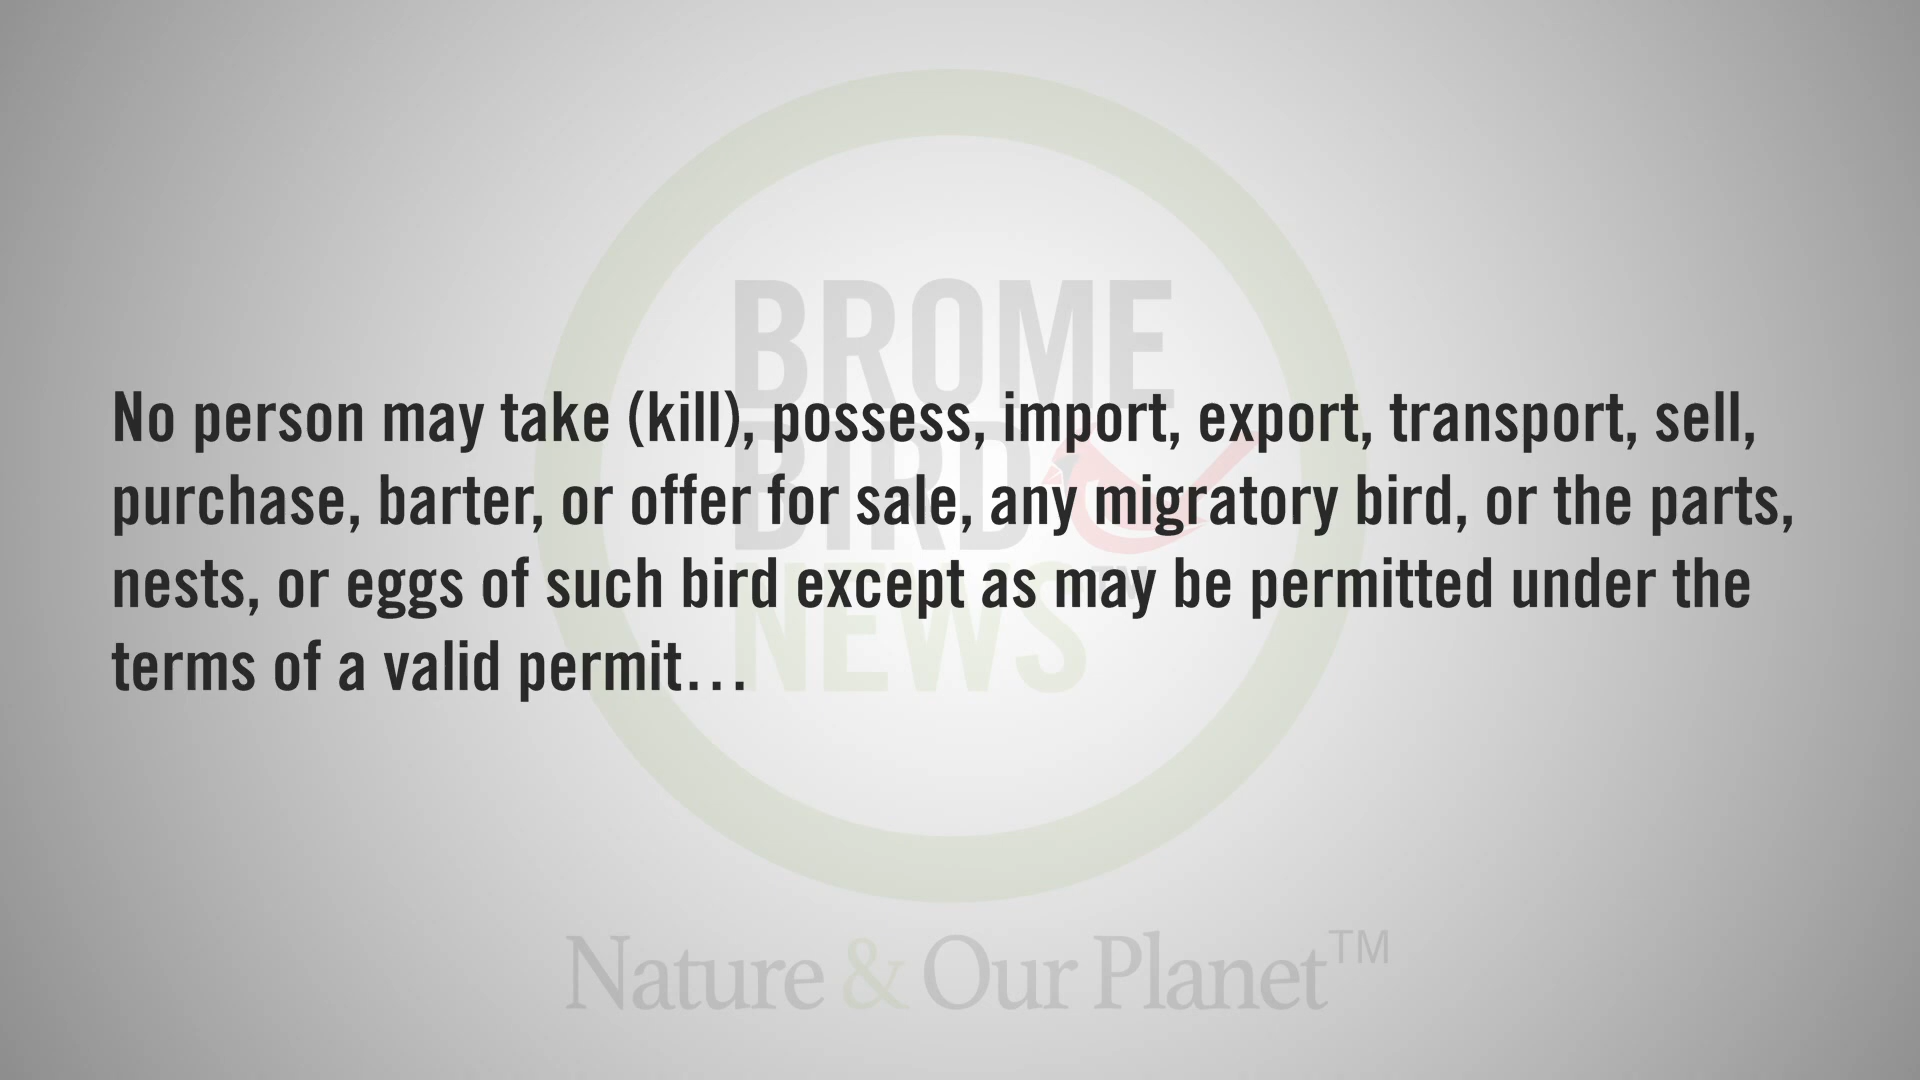 No person may take (kill), possess, import, export, transport, sell,
purchase, barter, or offer for sale, any migratory bird, or the parts,
nests, or eggs of such bird except as may be permitted under the
terms of a valid permit…
BROME
BIRD
NEWS™
Nature & Our Planet™